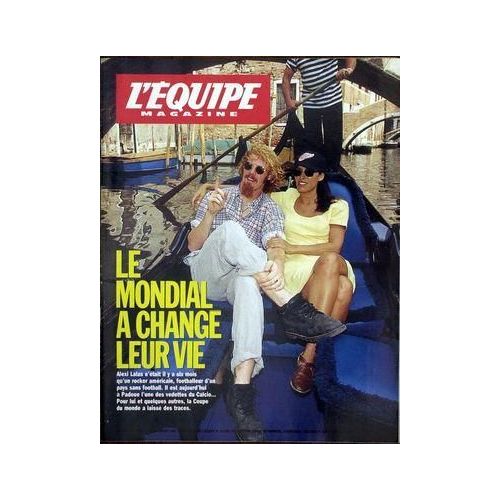 L'ÉQUIPE
MAGAZINE
LE
MONDIAL
A CHANGÉ
LEUR VIE
Alexi Lalas n'était il y a six mois
qu'un rocker américain, footballeur d'un
pays sans football. Il est aujourd'hui
à Padoue l'une des vedettes du Calcio...
Pour lui et quelques autres, la Coupe
du monde a laissé des traces.